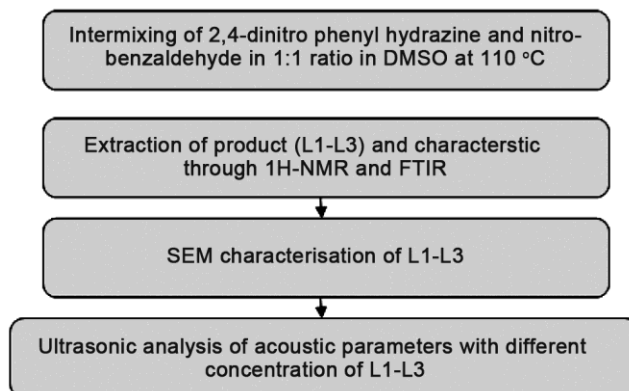 Intermixing of 2,4-dinitro phenyl hydrazine and nitro-
benzaldehyde in 1:1 ratio in DMSO at 110 °C
Extraction of product (L1-L3) and characterstic
through 1H-NMR and FTIR
SEM characterisation of L1-L3
Ultrasonic analysis of acoustic parameters with different
concentration of L1-L3